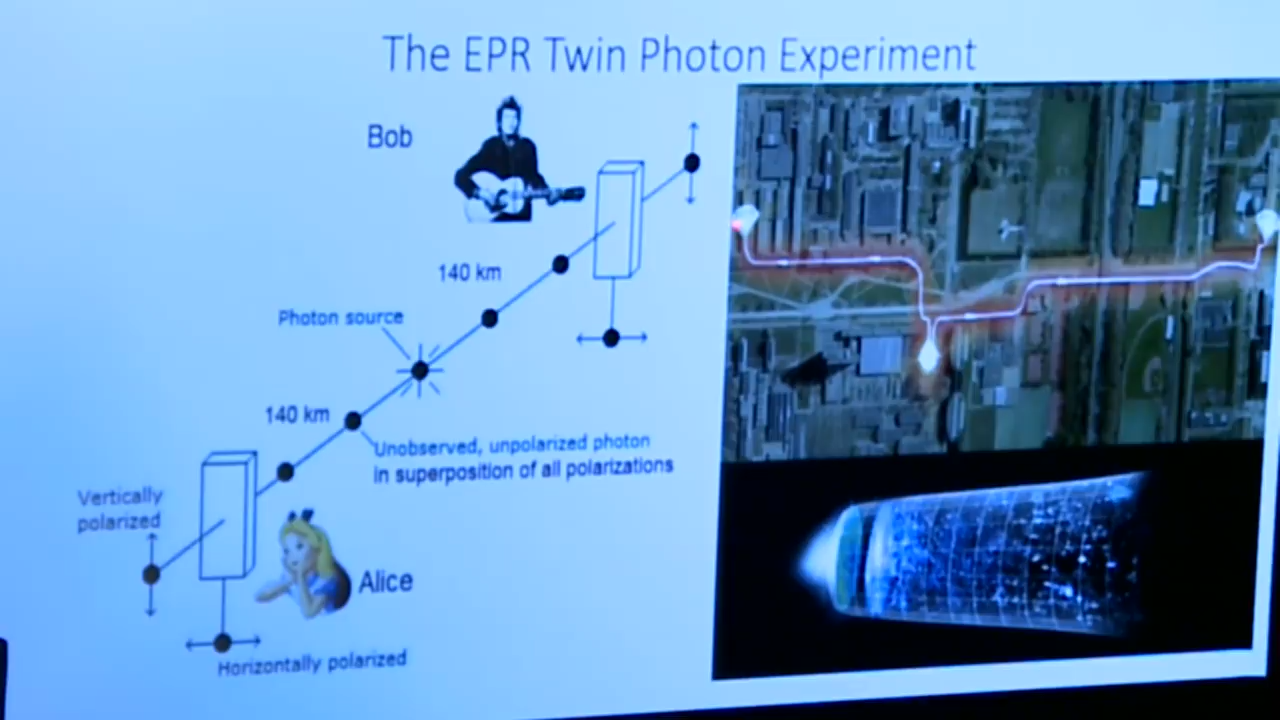 The EPR Twin Photon Experiment
Bob
140 km
Photon source
140 km
Unobserved, unpolarized photon
in superposition of all polarizations
Vertically
polarized
Alice
Horizontally polarized